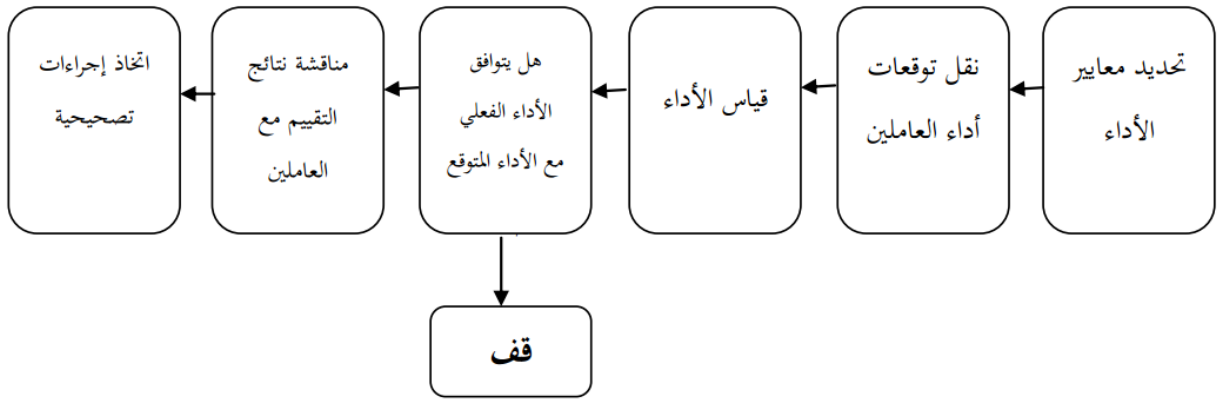 تحديد معايير
الأداء
نقل توقعات
أداء العاملين
قياس الأداء
هل يتوافق
الأداء الفعلي
مع الأداء المتوقع
مناقشة نتائج
التقييم مع
العاملين
اتخاذ إجراءات
تصحيحية
قف